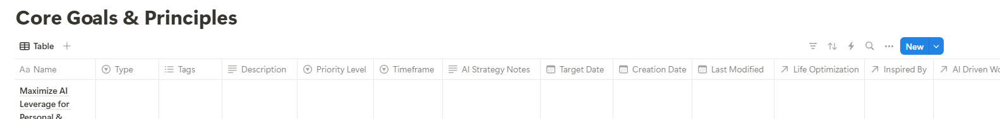 Core Goals & Principles
Table
New
Aa Name Type Tags Description Priority Level Timeframe AI Strategy Notes Target Date Creation Date Last Modified Life Optimization Inspired By AI Driven
Maximize AI
Leverage for
Personal &